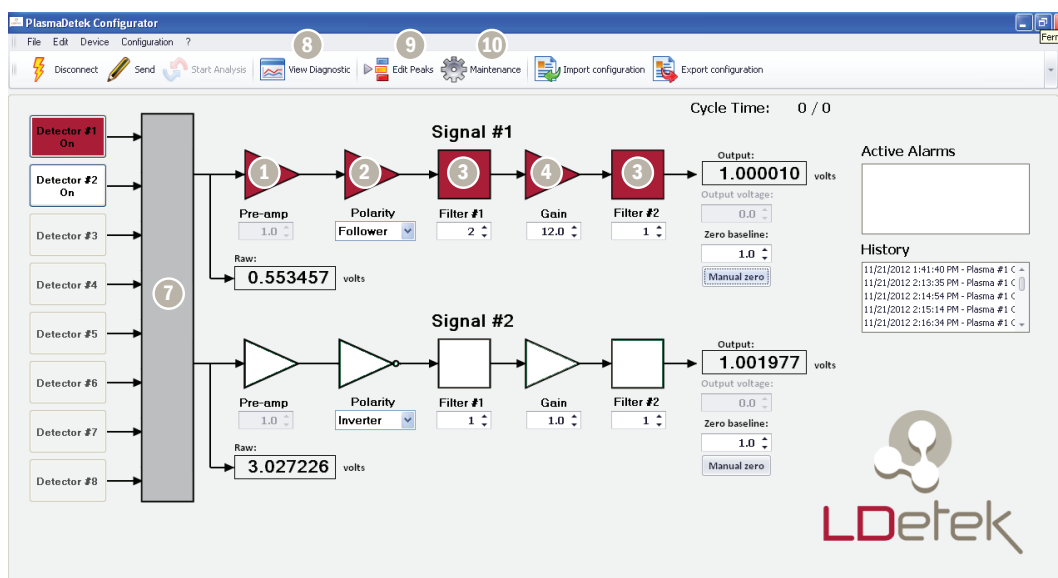 PlasmaDetek Configurator
File Edit Device Configuration ?
Ferm
8 9 10
Disconnect Send Start Analysis View Diagnostic Edit Peaks Maintenance Import configuration Export configuration
Cycle Time: 0 / 0
Detector #1
On
Detector #2
On
Detector #3
Detector #4
Detector #5
Detector #6
Detector #7
Detector #8
7
Signal #1
1 2 3 4 3
Pre-amp Polarity Filter #1 Gain Filter #2
1.0 Follower 2 12.0 1
Raw:
0.553457 volts
Output:
1.000010 volts
Output voltage:
0.0
Zero baseline:
1.0
Manual zero
Signal #2
Pre-amp Polarity Filter #1 Gain Filter #2
1.0 Inverter 1 1.0 1
Raw:
3.027226 volts
Output:
1.001977 volts
Output voltage:
0.0
Zero baseline:
1.0
Manual zero
Active Alarms
History
11/21/2012 1:41:40 PM - Plasma #1 C
11/21/2012 2:13:35 PM - Plasma #1 C
11/21/2012 2:14:54 PM - Plasma #1 C
11/21/2012 2:15:14 PM - Plasma #1 C
11/21/2012 2:16:34 PM - Plasma #1 C
LDetek